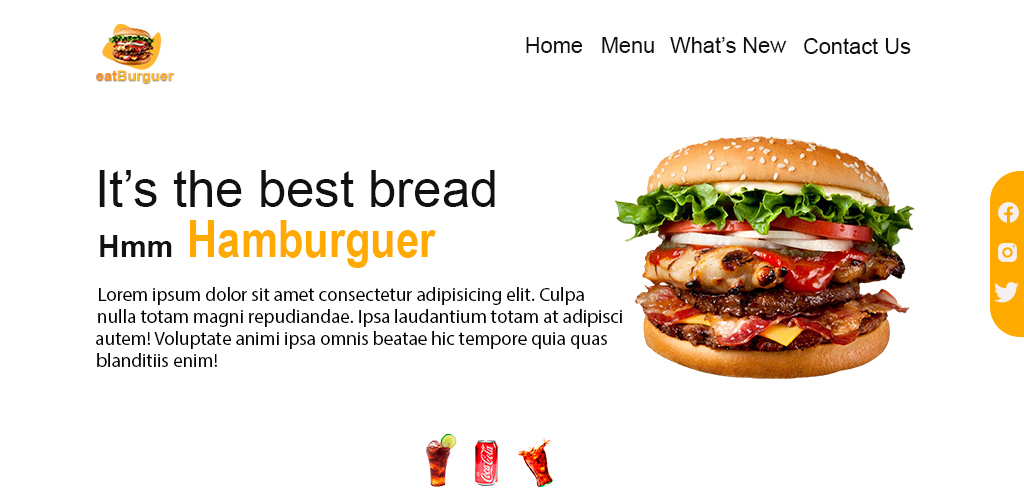 eatBurguer
Home Menu What's New Contact Us
It's the best bread
Hmm Hamburguer
Lorem ipsum dolor sit amet consectetur adipisicing elit. Culpa
nulla totam magni repudiandae. Ipsa laudantium totam at adipisci
autem! Voluptate animi ipsa omnis beatae hic tempore quia quas
blanditiis enim!
Coca-Cola